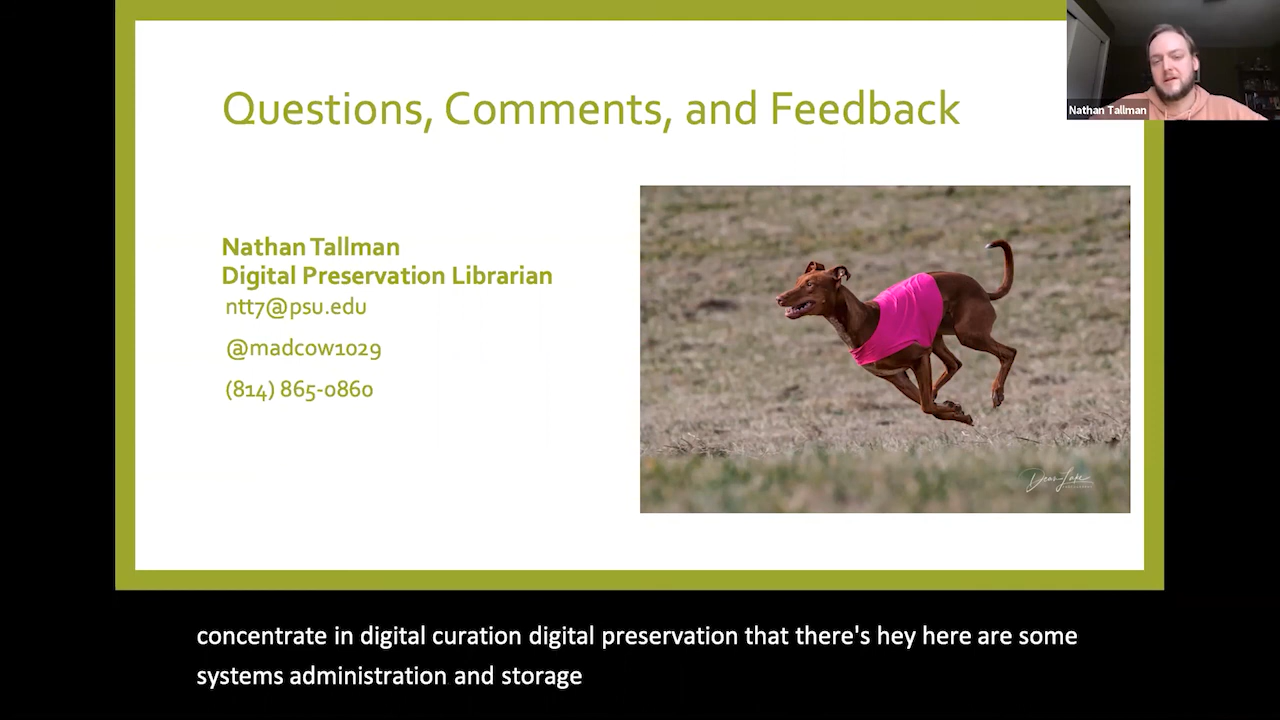 Questions, Comments, and Feedback
Nathan Tallman
Nathan Tallman
Digital Preservation Librarian
ntt7@psu.edu
@madcow1029
(814) 865-0860
concentrate in digital curation digital preservation that there's hey here are some
systems administration and storage